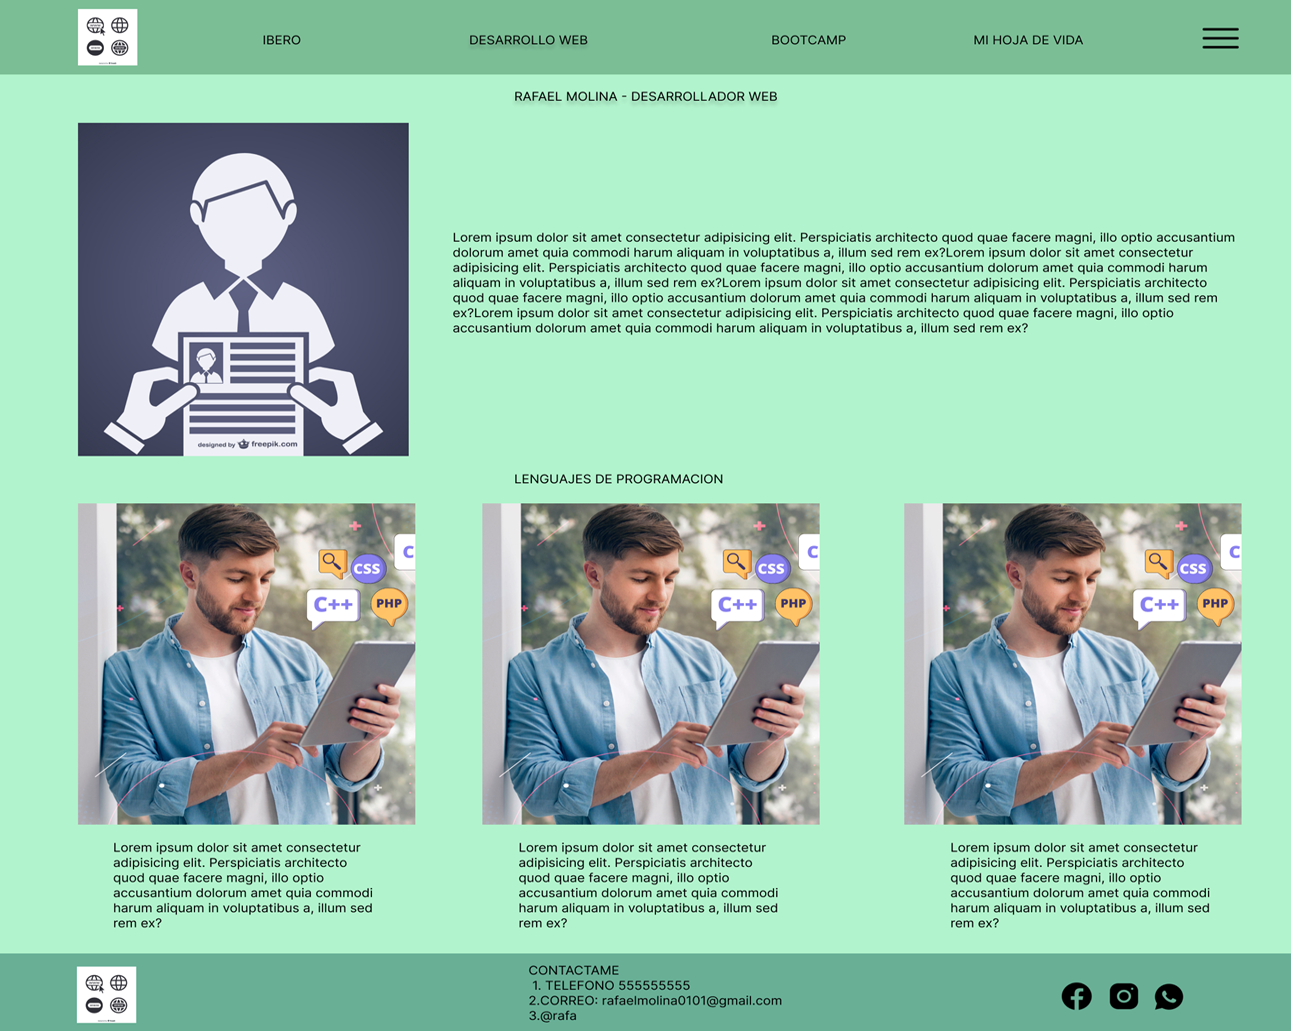 IBERO
DESARROLLO WEB
BOOTCAMP
MI HOJA DE VIDA
RAFAEL MOLINA - DESARROLLADOR WEB
designed by freepik.com
Lorem ipsum dolor sit amet consectetur adipisicing elit. Perspiciatis architecto quod quae facere magni, illo optio accusantium
dolorum amet quia commodi harum aliquam in voluptatibus a, illum sed rem ex?Lorem ipsum dolor sit amet consectetur
adipisicing elit. Perspiciatis architecto quod quae facere magni, illo optio accusantium dolorum amet quia commodi harum
aliquam in voluptatibus a, illum sed rem ex?Lorem ipsum dolor sit amet consectetur adipisicing elit. Perspiciatis architecto
quod quae facere magni, illo optio accusantium dolorum amet quia commodi harum aliquam in voluptatibus a, illum sed rem
ex?Lorem ipsum dolor sit amet consectetur adipisicing elit. Perspiciatis architecto quod quae facere magni, illo optio
accusantium dolorum amet quia commodi harum aliquam in voluptatibus a, illum sed rem ex?
LENGUAJES DE PROGRAMACION
C
CSS
C++
PHP
C
CSS
C++
PHP
C
CSS
C++
PHP
Lorem ipsum dolor sit amet consectetur
adipisicing elit. Perspiciatis architecto
quod quae facere magni, illo optio
accusantium dolorum amet quia commodi
harum aliquam in voluptatibus a, illum sed
rem ex?
Lorem ipsum dolor sit amet consectetur
adipisicing elit. Perspiciatis architecto
quod quae facere magni, illo optio
accusantium dolorum amet quia commodi
harum aliquam in voluptatibus a, illum sed
rem ex?
Lorem ipsum dolor sit amet consectetur
adipisicing elit. Perspiciatis architecto
quod quae facere magni, illo optio
accusantium dolorum amet quia commodi
harum aliquam in voluptatibus a, illum sed
rem ex?
CONTACTAME
1. TELEFONO 555555555
2.CORREO: rafaelmolina0101@gmail.com
3.@rafa